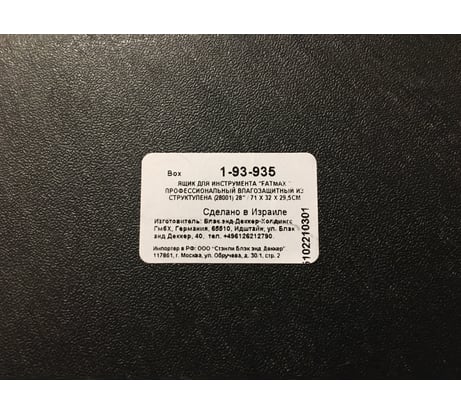 Box 1-93-935
ЯЩИК ДЛЯ ИНСТРУМЕНТА "FATMAX
ПРОФЕССИОНАЛЬНЫЙ ВЛАГОЗАЩИТНЫЙ ИЗ
СТРУКТУЛЕНА (28001) 28" / 71 X 32 X 29,5СМ
Сделано в Израиле
Изготовитель: Блэк-энд-Деккер-Холдингс
ГмбХ, Германия, 65510, Идштайн, ул. Блэк
энд Деккер, 40, тел. +496126212790.
Импортер в РФ: ООО "Стэнли Блэк энд Деккер"
117861, г. Москва, ул. Обручева, д. 30/1, стр. 2
5102210301